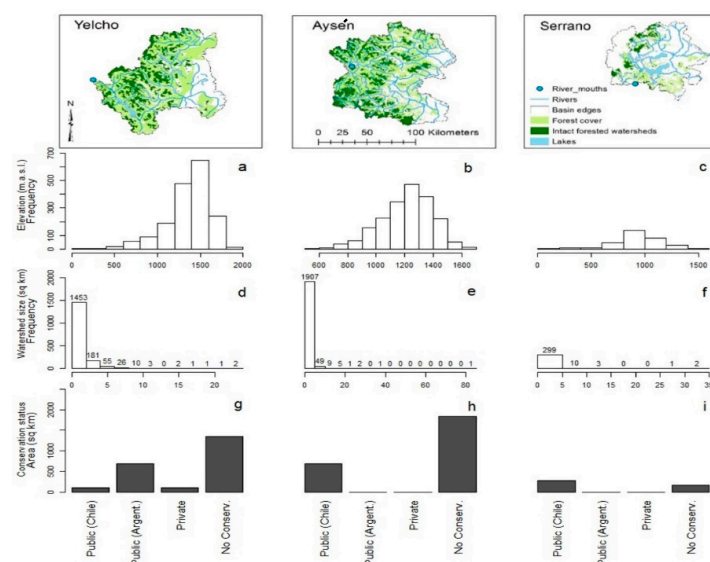 Yelcho
Aysen
Serrano
N
0 25 50 100 Kilometers
River_mouths
Rivers
Basin edges
Forest cover
Intact forested watersheds
Lakes
Elevation (m.a.s.l.)
Frequency
0 100 300 500 700
a
0 500 1000 1500 2000
b
600 800 1000 1200 1400 1600
c
0 500 1000 1500
Watershed size (sq km)
Frequency
0 500 1000 1500 2000
d
1453 181 55 26 10 3 0 2 1 1 1 2
0 5 10 15 20
e
1907 49 9 5 1 2 0 1 0 0 0 0 0 0 0 0 1
0 20 40 60 80
f
299 10 3 0 0 1 2
0 5 10 15 20 25 30 35
Conservation status
Area (sq km)
0 500 1000 2000
g
Public (Chile)
Public (Argent.)
Private
No Conserv.
h
Public (Chile)
Public (Argent.)
Private
No Conserv.
i
Public (Chile)
Public (Argent.)
Private
No Conserv.